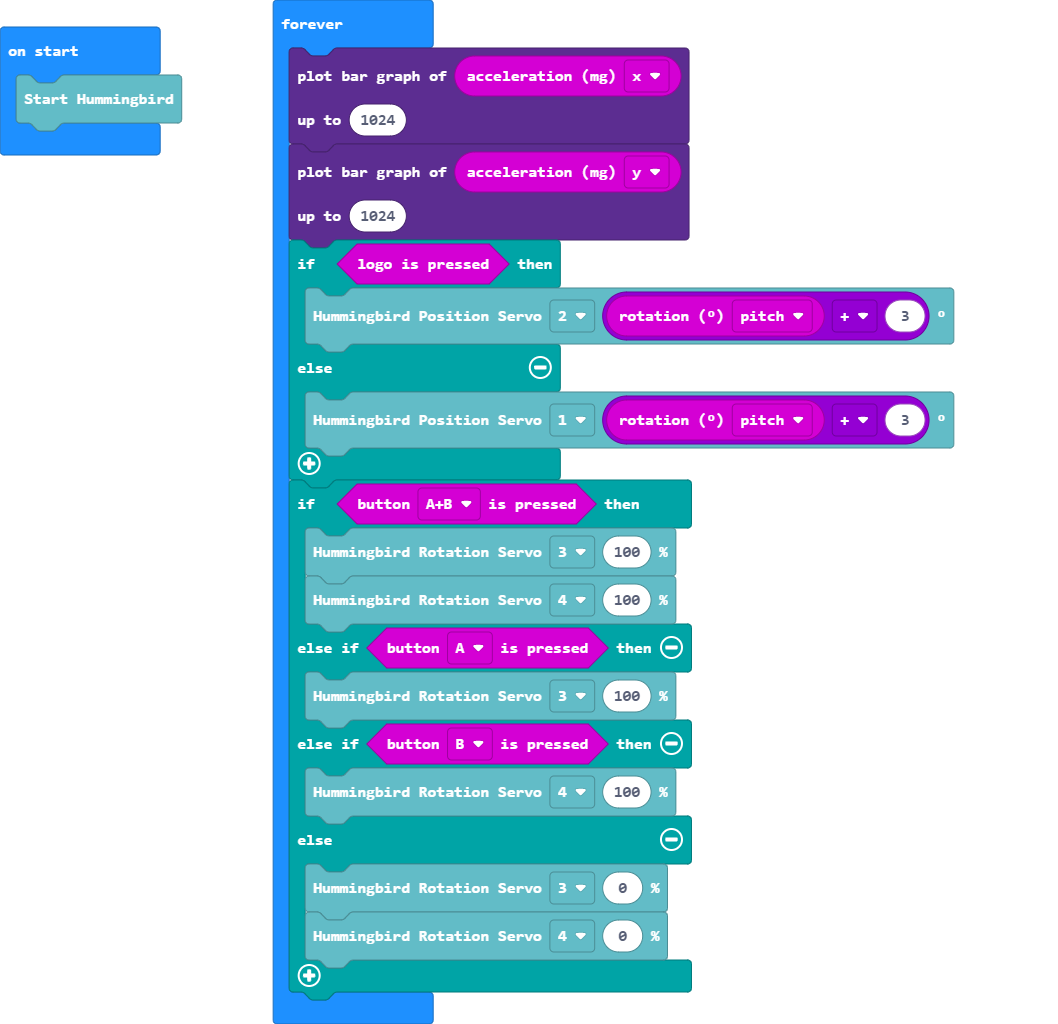 on start
Start Hummingbird
forever
plot bar graph of acceleration (mg) x
up to 1024
plot bar graph of acceleration (mg) y
up to 1024
if logo is pressed then
Hummingbird Position Servo 2 rotation (º) pitch + 3 º
else
Hummingbird Position Servo 1 rotation (º) pitch + 3 º
if button A+B is pressed then
Hummingbird Rotation Servo 3 100 %
Hummingbird Rotation Servo 4 100 %
else if button A is pressed then
Hummingbird Rotation Servo 3 100 %
else if button B is pressed then
Hummingbird Rotation Servo 4 100 %
else
Hummingbird Rotation Servo 3 0 %
Hummingbird Rotation Servo 4 0 %